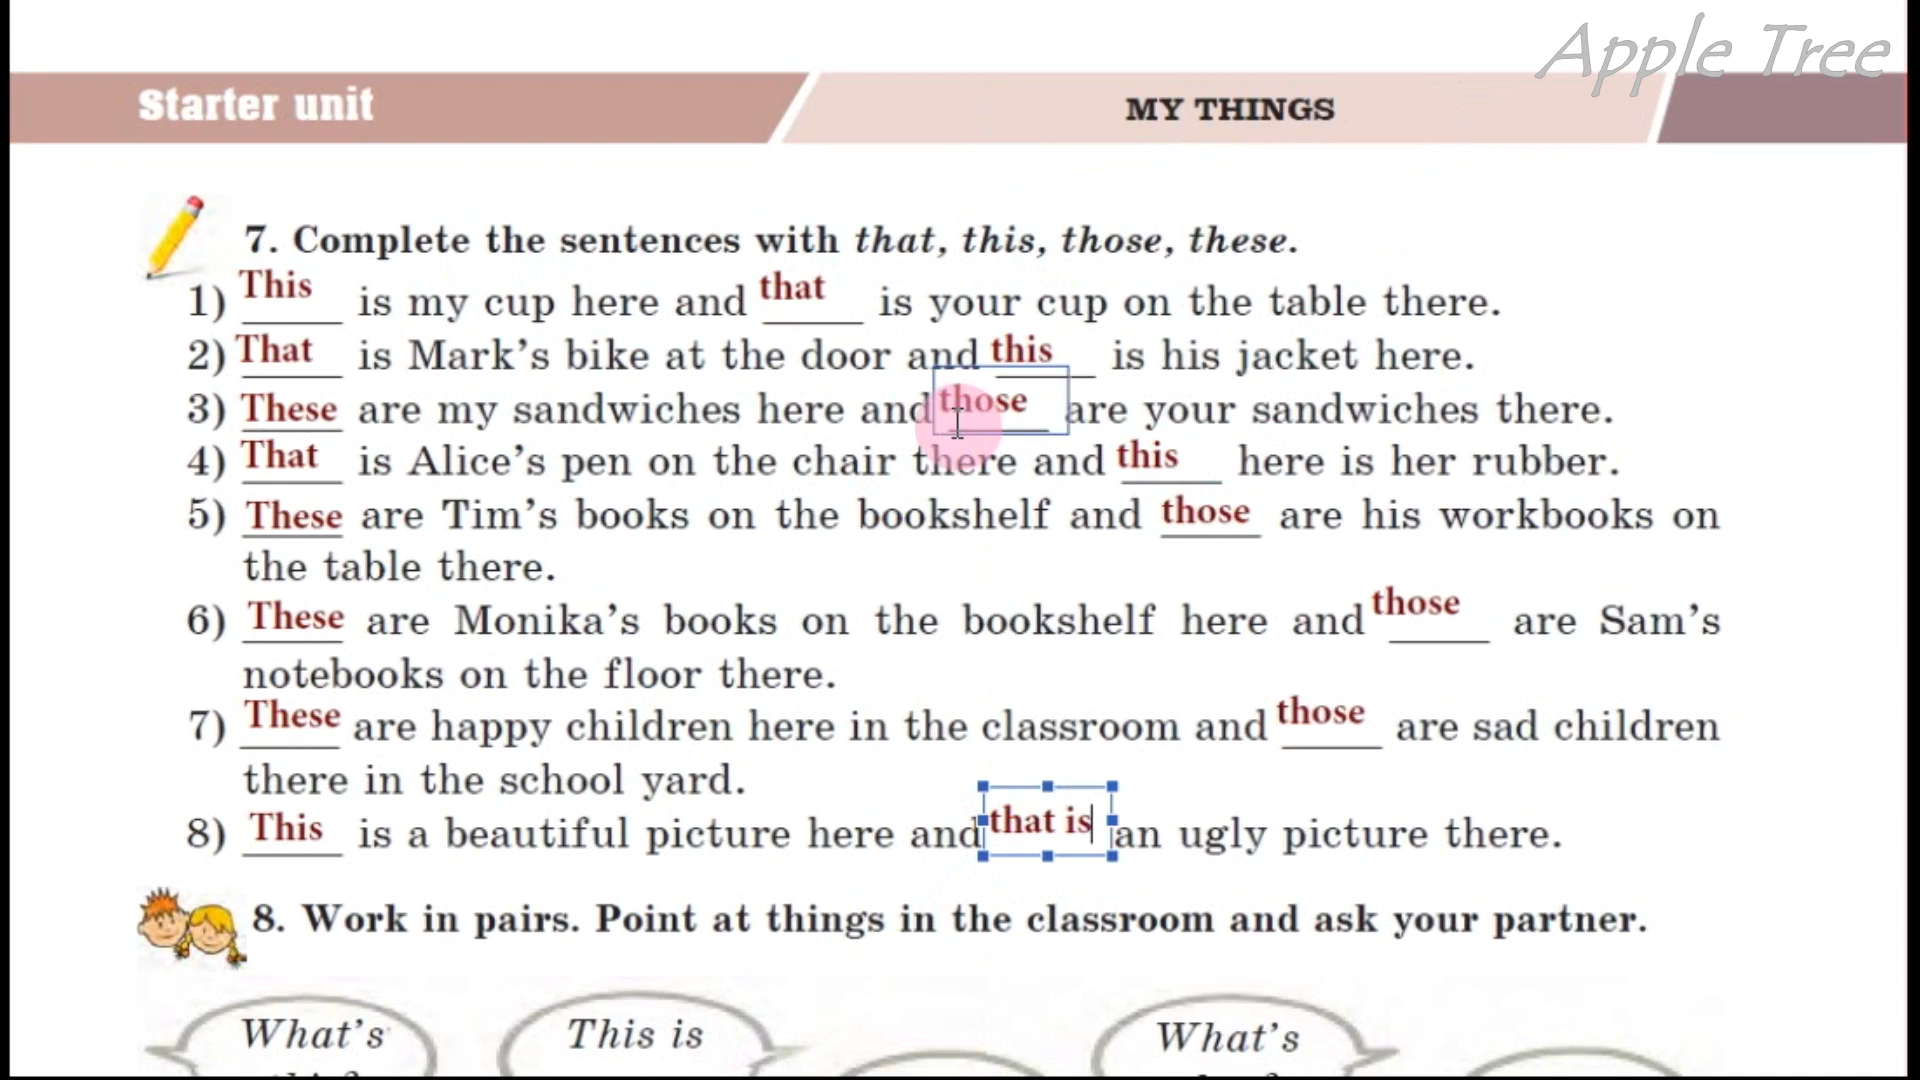 Apple Tree
Starter unit
MY THINGS
7. Complete the sentences with that, this, those, these.
1) This is my cup here and that is your cup on the table there.
2) That is Mark's bike at the door and this is his jacket here.
3) These are my sandwiches here and those are your sandwiches there.
4) That is Alice's pen on the chair there and this here is her rubber.
5) These are Tim's books on the bookshelf and those are his workbooks on
the table there.
6) These are Monika's books on the bookshelf here and those are Sam's
notebooks on the floor there.
7) These are happy children here in the classroom and those are sad children
there in the school yard.
8) This is a beautiful picture here and that is an ugly picture there.
8. Work in pairs. Point at things in the classroom and ask your partner.
What's
This is
What's